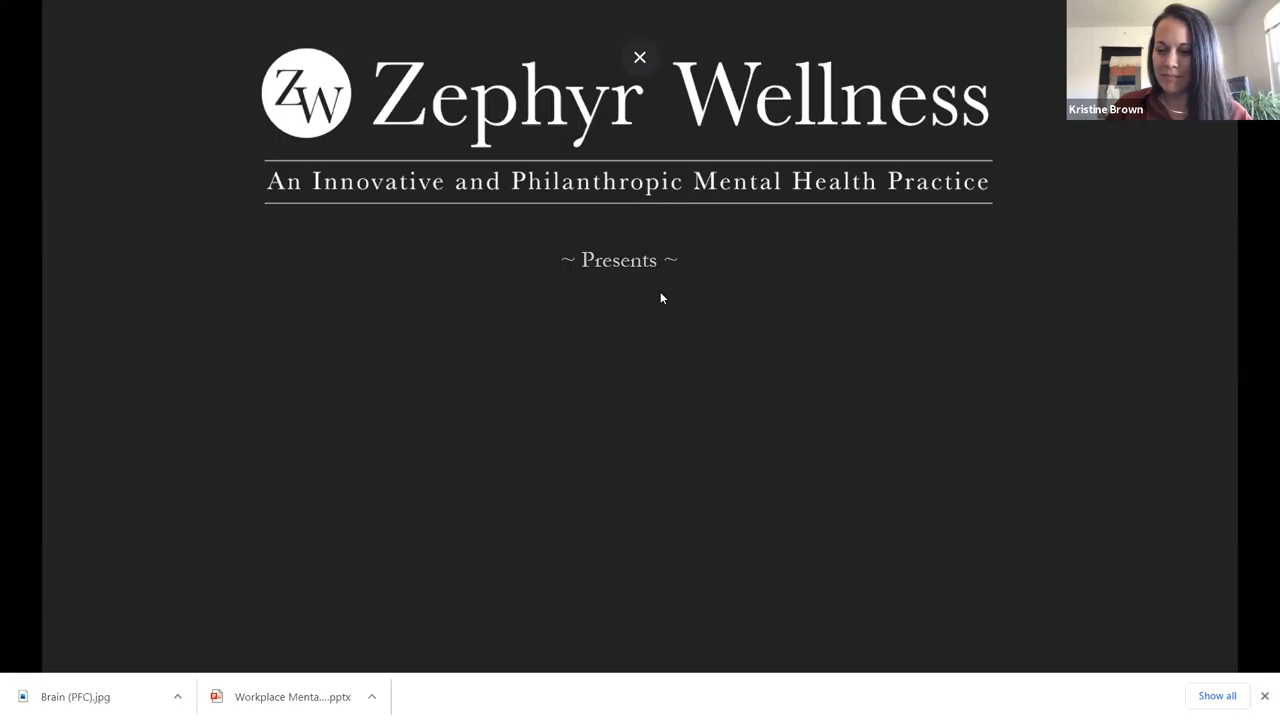 ZW Zephyr Wellness
An Innovative and Philanthropic Mental Health Practice
~ Presents ~
Kristine Brown
Brain (PFC).jpg
Workplace Menta....pptx
Show all